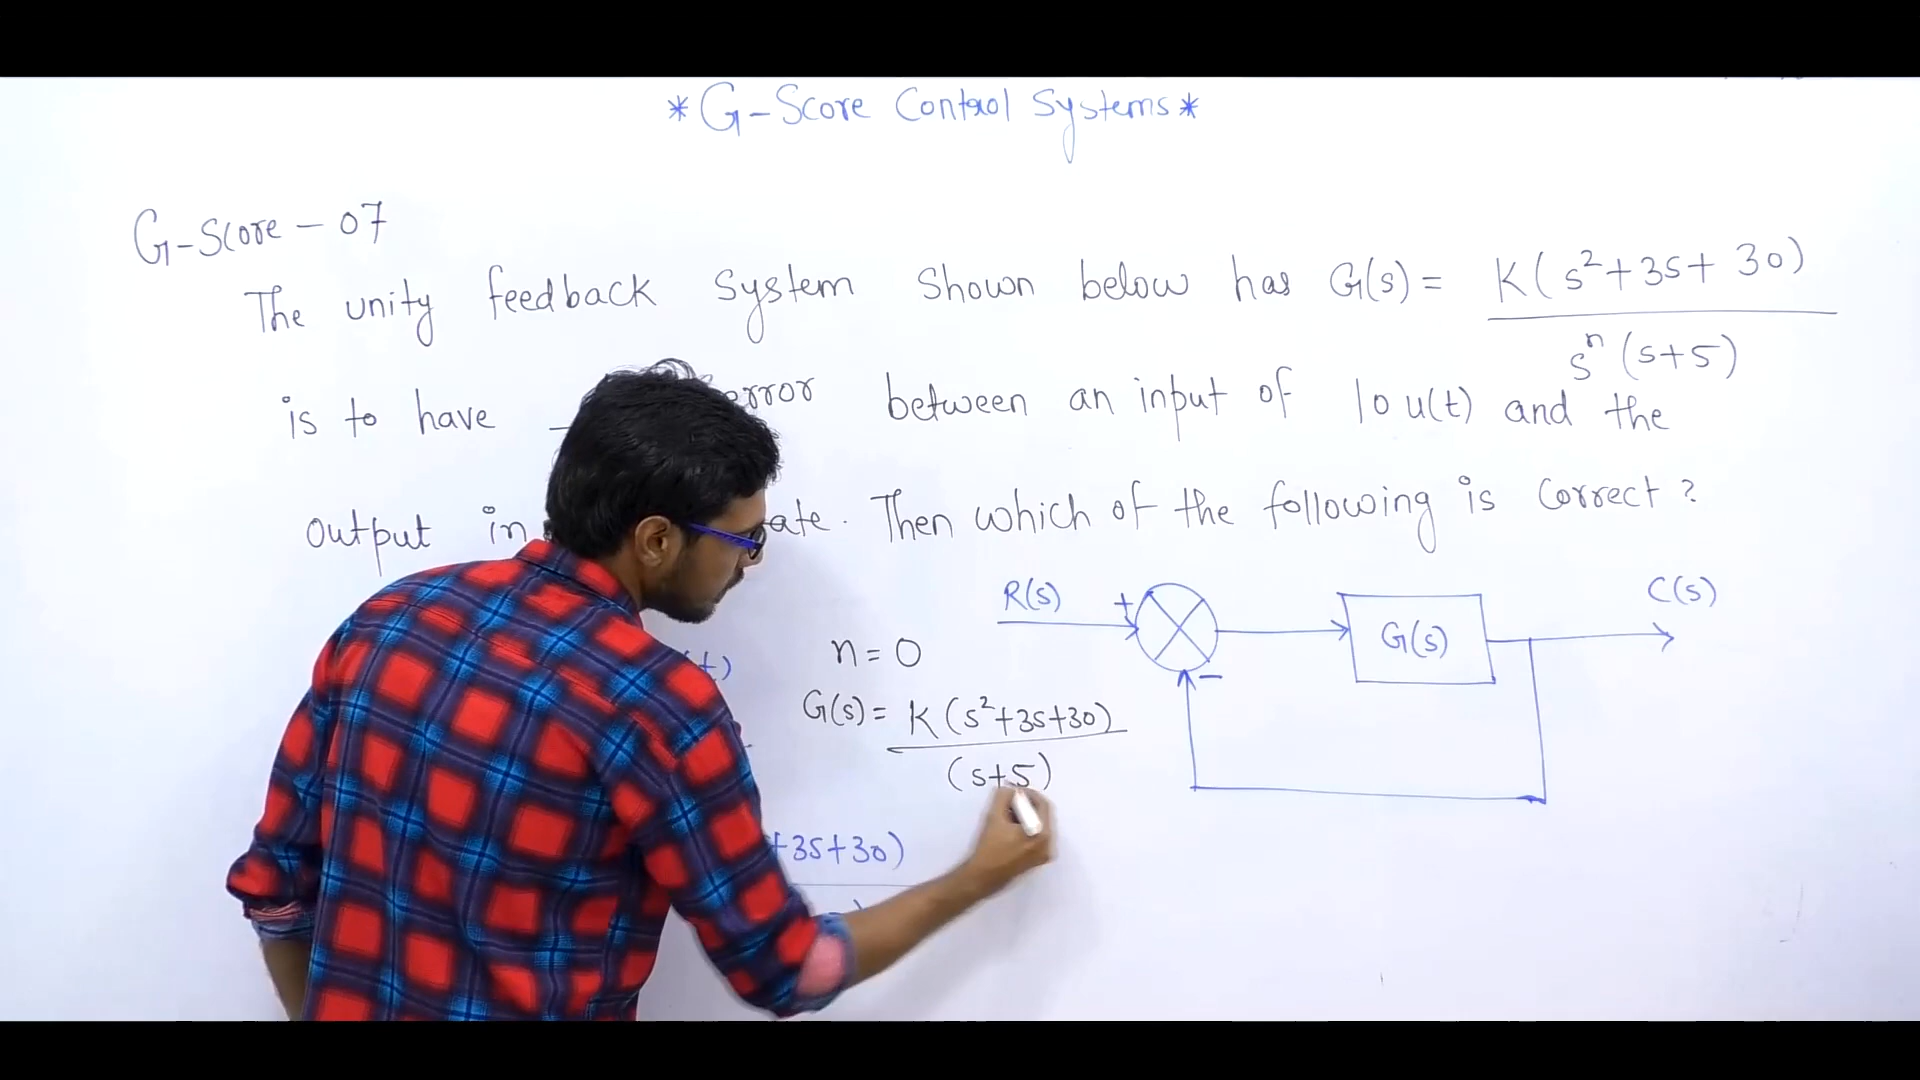 *G-Score Control Systems*
G-Score - 07
The unity feedback System Shown below has G(s) = K(s²+3s+30) / sⁿ(s+5)
is to have error between an input of 10 u(t) and the
output in ate. Then which of the following is Correct?
R(s) + - G(s) C(s)
(t) n = 0
G(s) = K(s²+3s+30)
(s+5)
+3s+30)